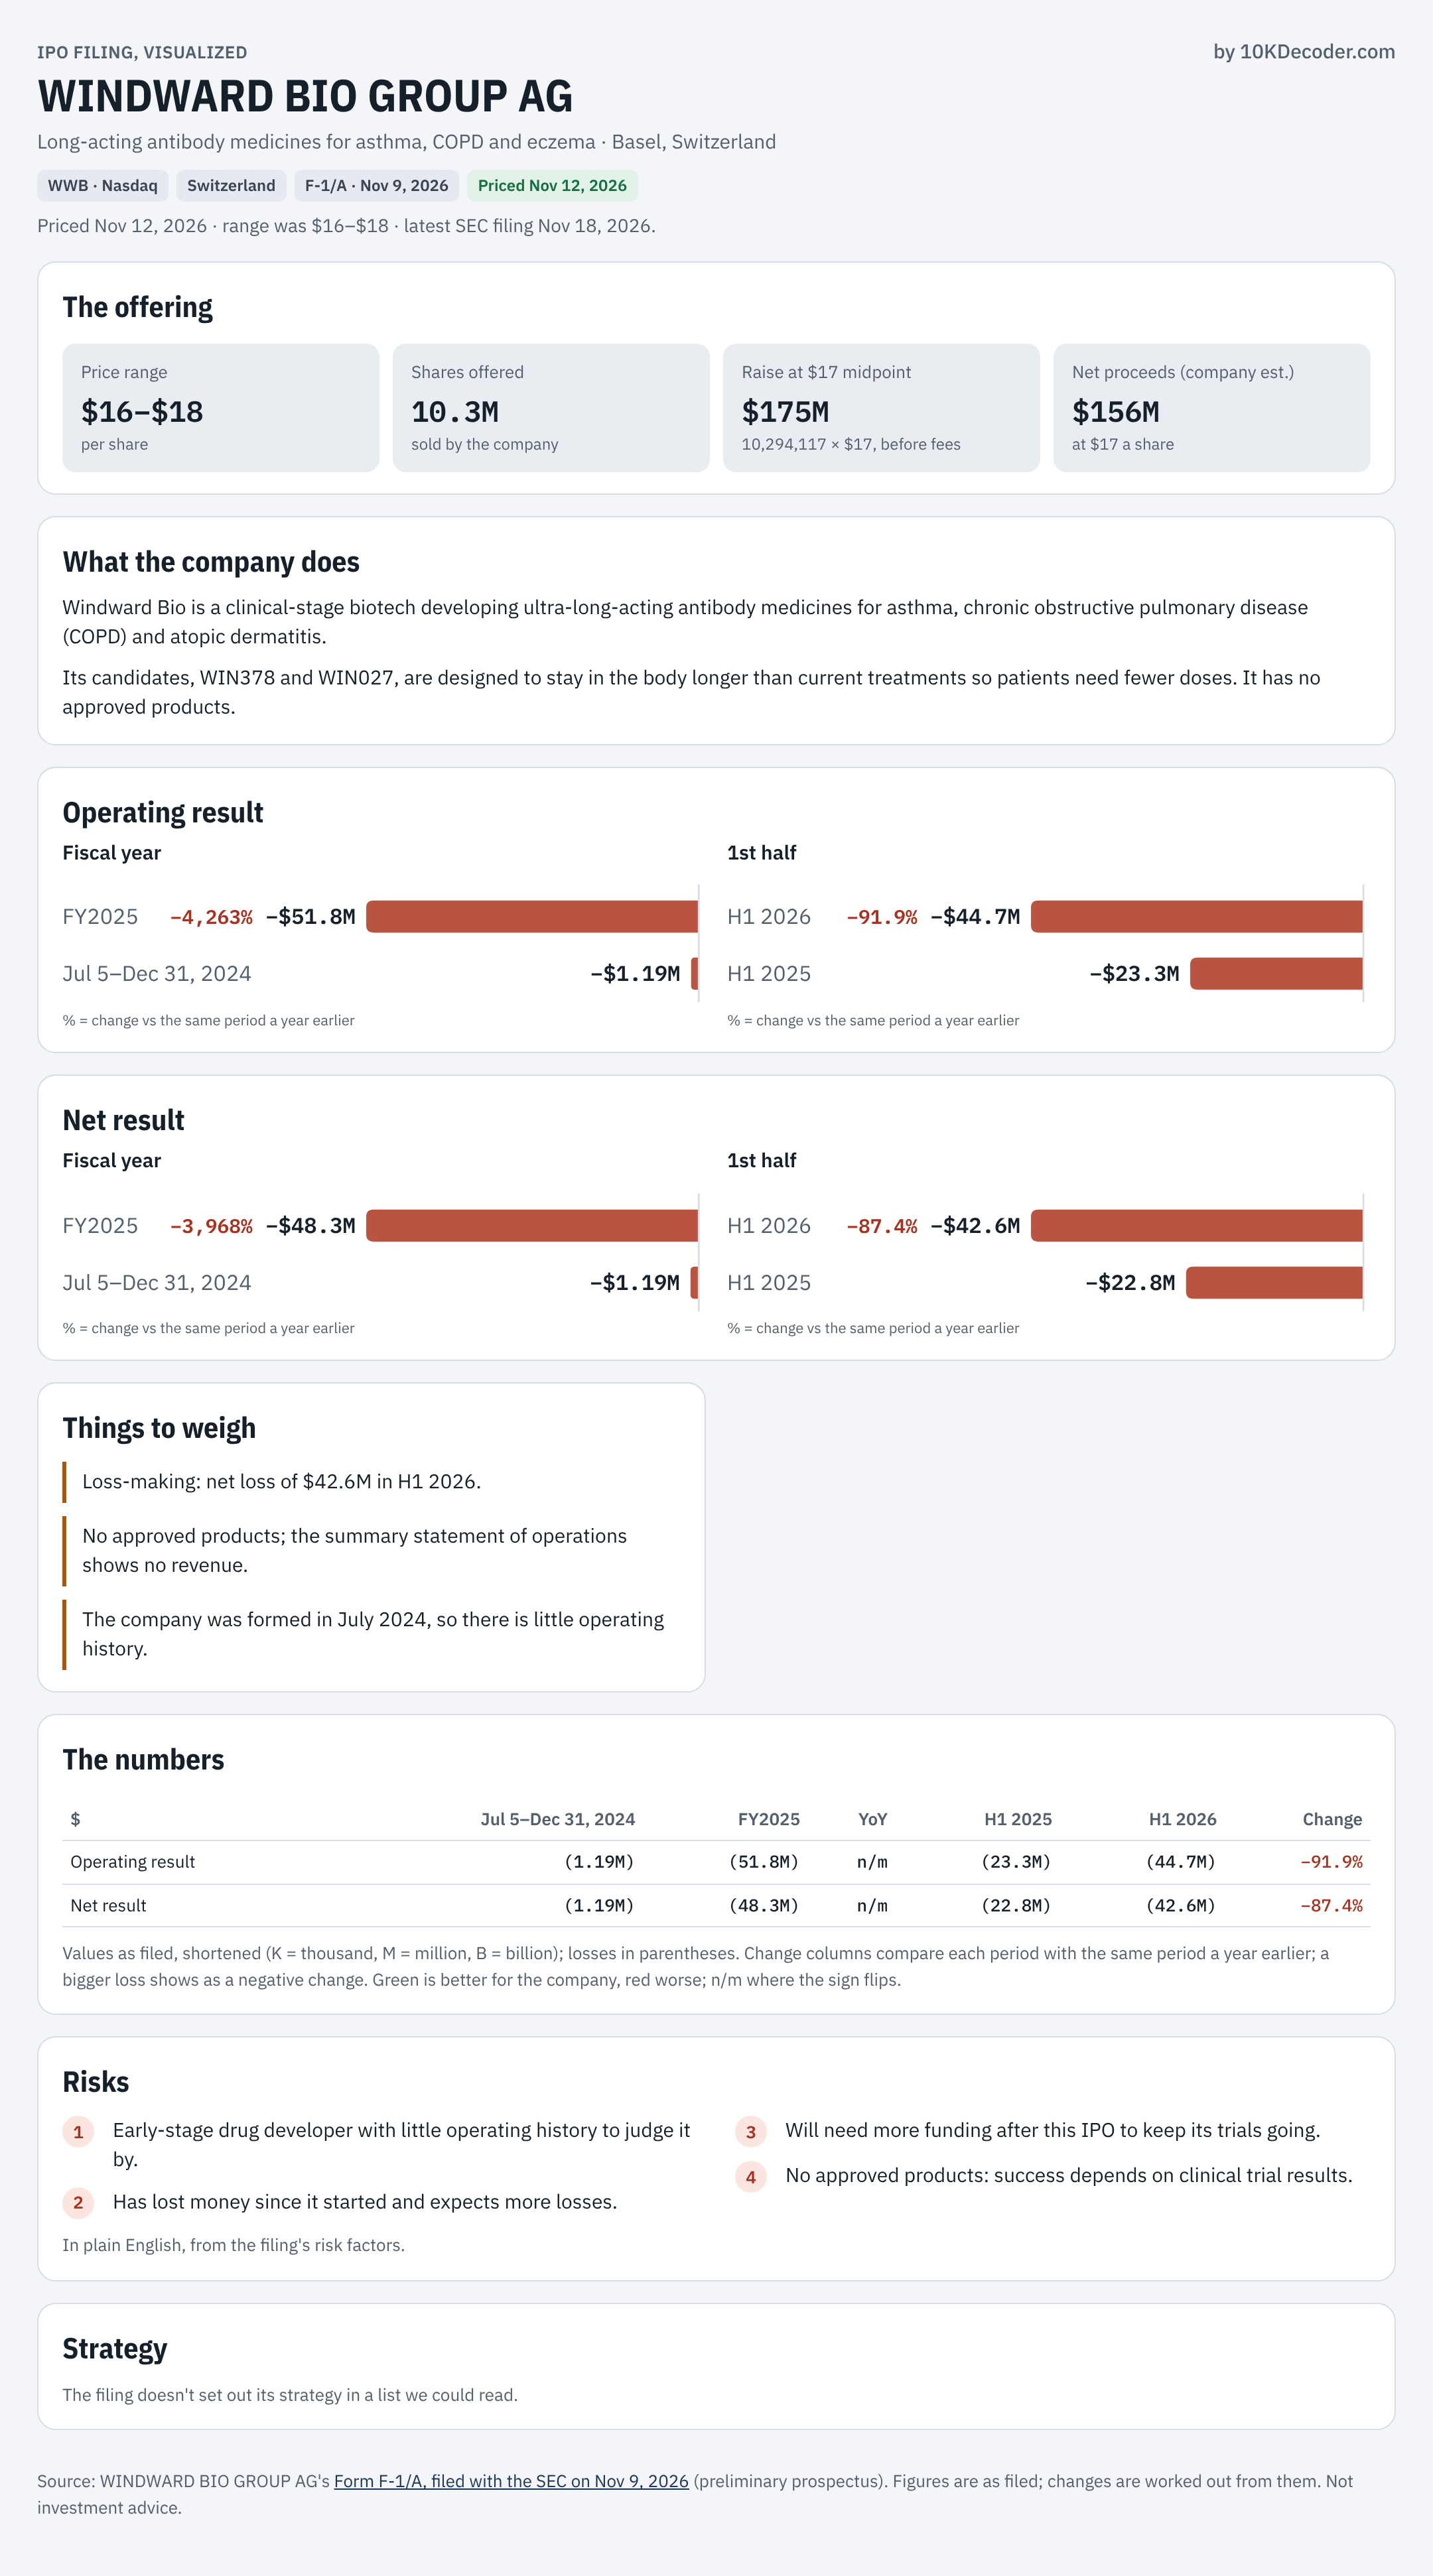 IPO FILING, VISUALIZED
by 10KDecoder.com
WINDWARD BIO GROUP AG
Long-acting antibody medicines for asthma, COPD and eczema · Basel, Switzerland
WWB · Nasdaq
Switzerland
F-1/A · Nov 9, 2026
Priced Nov 12, 2026
Priced Nov 12, 2026 · range was $16–$18 · latest SEC filing Nov 18, 2026.
The offering
Price range
$16–$18
per share
Shares offered
10.3M
sold by the company
Raise at $17 midpoint
$175M
10,294,117 × $17, before fees
Net proceeds (company est.)
$156M
at $17 a share
What the company does
Windward Bio is a clinical-stage biotech developing ultra-long-acting antibody medicines for asthma, chronic obstructive pulmonary disease
(COPD) and atopic dermatitis.
Its candidates, WIN378 and WIN027, are designed to stay in the body longer than current treatments so patients need fewer doses. It has no
approved products.
Operating result
Fiscal year
FY2025 −4,263% −$51.8M
Jul 5–Dec 31, 2024 −$1.19M
% = change vs the same period a year earlier
1st half
H1 2026 −91.9% −$44.7M
H1 2025 −$23.3M
% = change vs the same period a year earlier
Net result
Fiscal year
FY2025 −3,968% −$48.3M
Jul 5–Dec 31, 2024 −$1.19M
% = change vs the same period a year earlier
1st half
H1 2026 −87.4% −$42.6M
H1 2025 −$22.8M
% = change vs the same period a year earlier
Things to weigh
Loss-making: net loss of $42.6M in H1 2026.
No approved products; the summary statement of operations
shows no revenue.
The company was formed in July 2024, so there is little operating
history.
The numbers
$ Jul 5–Dec 31, 2024 FY2025 YoY H1 2025 H1 2026 Change
Operating result (1.19M) (51.8M) n/m (23.3M) (44.7M) −91.9%
Net result (1.19M) (48.3M) n/m (22.8M) (42.6M) −87.4%
Values as filed, shortened (K = thousand, M = million, B = billion); losses in parentheses. Change columns compare each period with the same period a year earlier; a
bigger loss shows as a negative change. Green is better for the company, red worse; n/m where the sign flips.
Risks
1 Early-stage drug developer with little operating history to judge it
by.
2 Has lost money since it started and expects more losses.
3 Will need more funding after this IPO to keep its trials going.
4 No approved products: success depends on clinical trial results.
In plain English, from the filing's risk factors.
Strategy
The filing doesn't set out its strategy in a list we could read.
Source: WINDWARD BIO GROUP AG's Form F-1/A, filed with the SEC on Nov 9, 2026 (preliminary prospectus). Figures are as filed; changes are worked out from them. Not
investment advice.